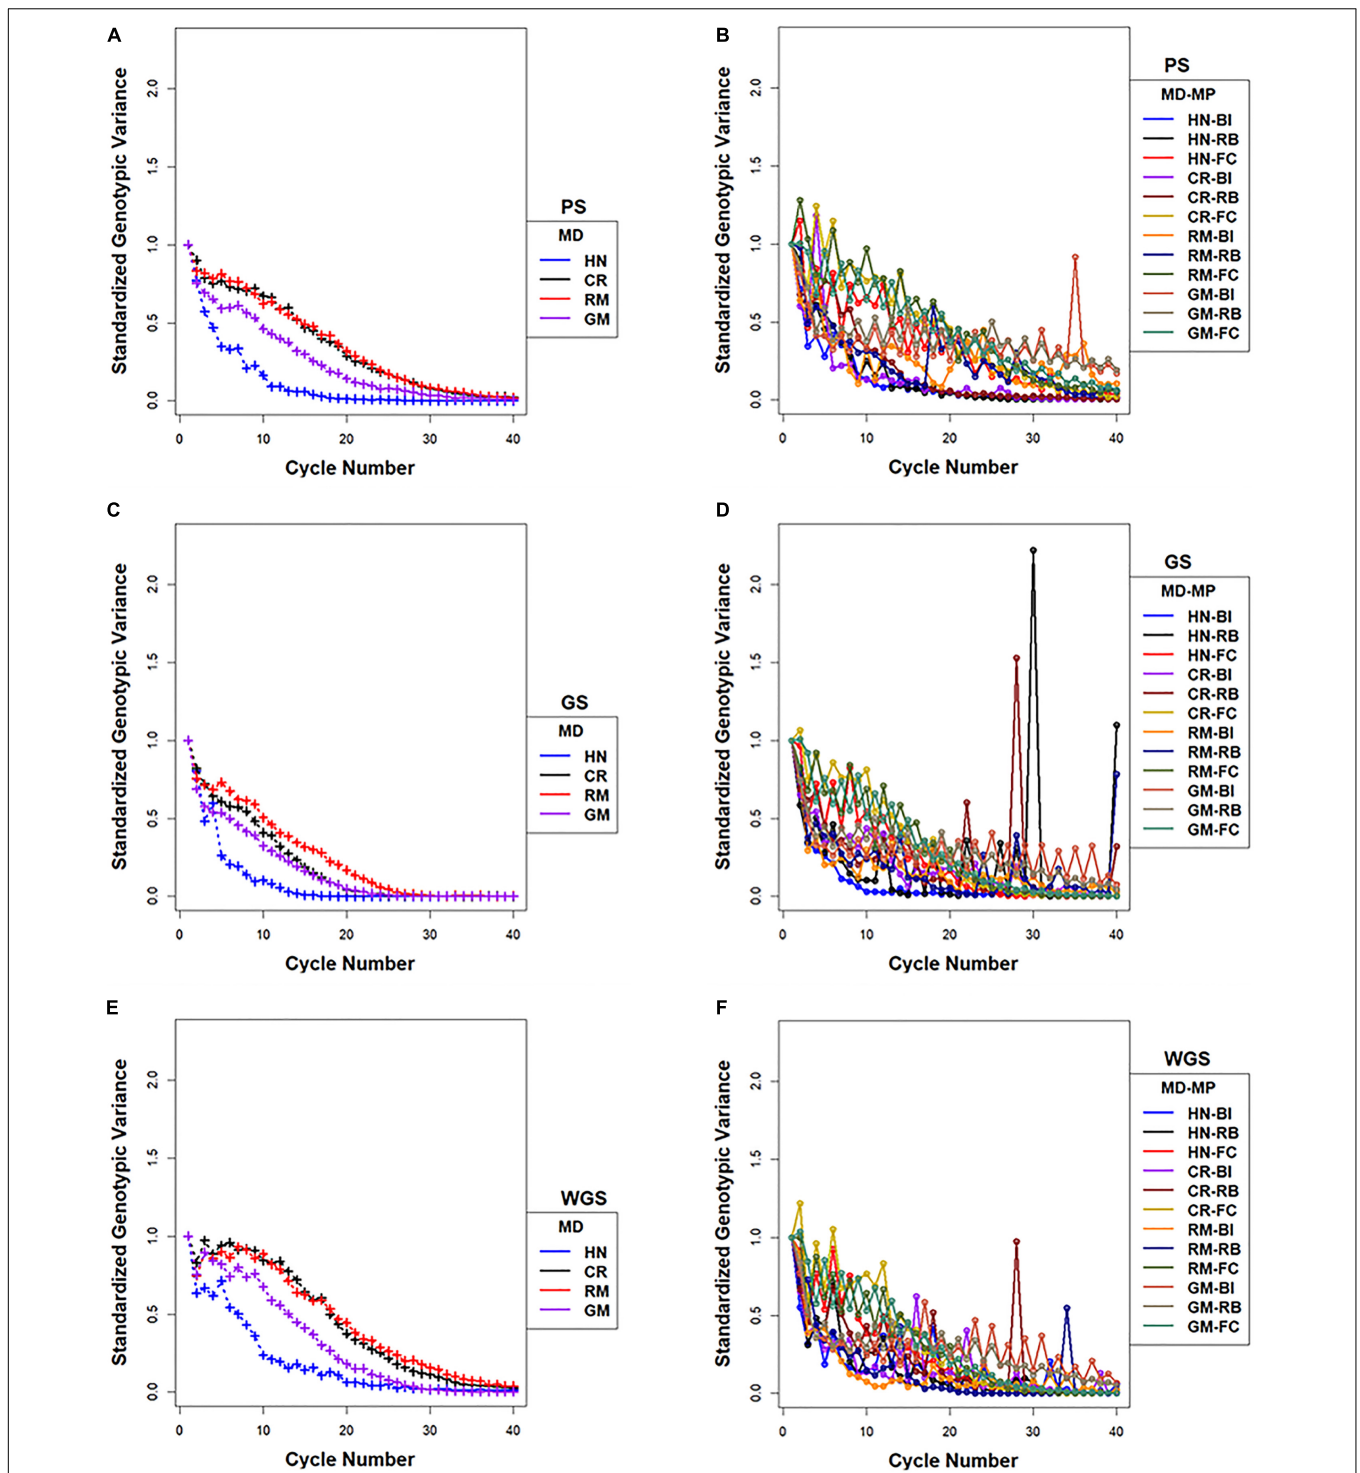 A
Standardized Genotypic Variance
2.0
1.5
1.0
0.5
0.0
0 10 20 30 40
Cycle Number
PS
MD
HN
CR
RM
GM
B
Standardized Genotypic Variance
2.0
1.5
1.0
0.5
0.0
0 10 20 30 40
Cycle Number
PS
MD-MP
HN-BI
HN-RB
HN-FC
CR-BI
CR-RB
CR-FC
RM-BI
RM-RB
RM-FC
GM-BI
GM-RB
GM-FC
C
Standardized Genotypic Variance
2.0
1.5
1.0
0.5
0.0
0 10 20 30 40
Cycle Number
GS
MD
HN
CR
RM
GM
D
Standardized Genotypic Variance
2.0
1.5
1.0
0.5
0.0
0 10 20 30 40
Cycle Number
GS
MD-MP
HN-BI
HN-RB
HN-FC
CR-BI
CR-RB
CR-FC
RM-BI
RM-RB
RM-FC
GM-BI
GM-RB
GM-FC
E
Standardized Genotypic Variance
2.0
1.5
1.0
0.5
0.0
0 10 20 30 40
Cycle Number
WGS
MD
HN
CR
RM
GM
F
Standardized Genotypic Variance
2.0
1.5
1.0
0.5
0.0
0 10 20 30 40
Cycle Number
WGS
MD-MP
HN-BI
HN-RB
HN-FC
CR-BI
CR-RB
CR-FC
RM-BI
RM-RB
RM-FC
GM-BI
GM-RB
GM-FC